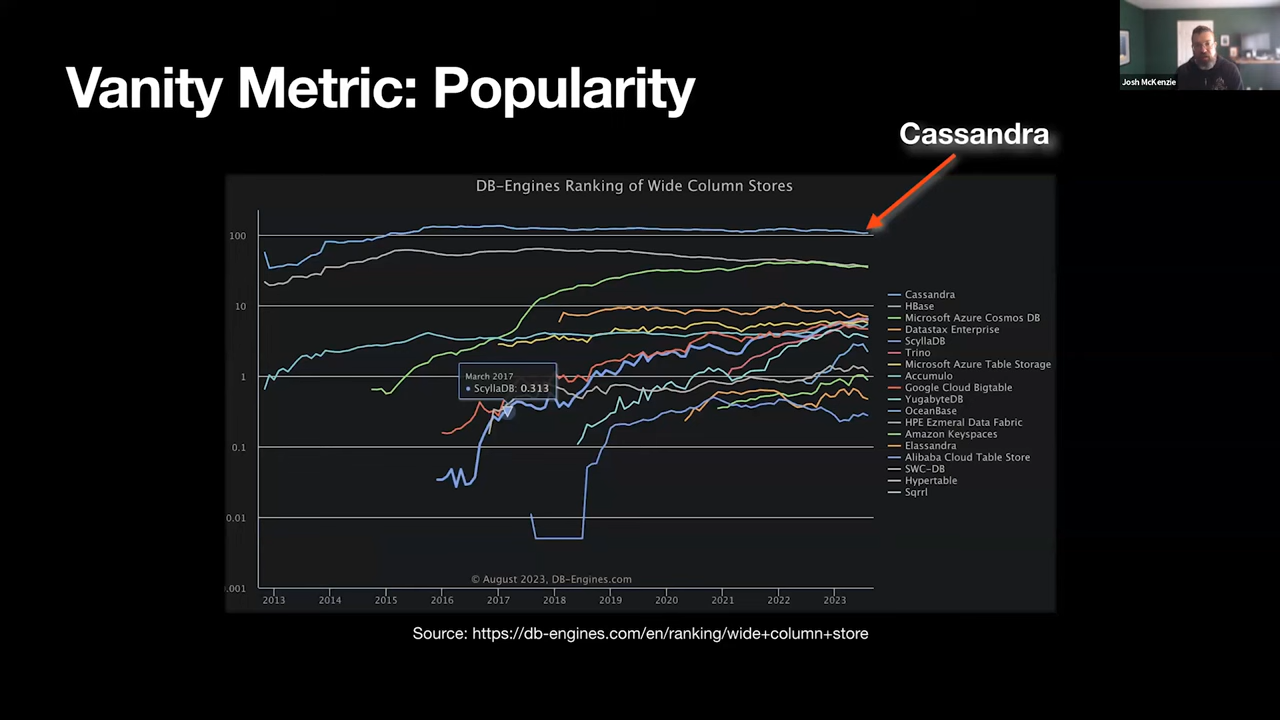 Vanity Metric: Popularity
Josh McKenzie
Cassandra
DB-Engines Ranking of Wide Column Stores
100
10
1
0.1
0.01
0.001
March 2017
ScyllaDB: 0.313
Cassandra
HBase
Microsoft Azure Cosmos DB
Datastax Enterprise
ScyllaDB
Trino
Microsoft Azure Table Storage
Accumulo
Google Cloud Bigtable
YugabyteDB
OceanBase
HPE Ezmeral Data Fabric
Amazon Keyspaces
Elassandra
Alibaba Cloud Table Store
SWC-DB
Hypertable
Sqrrl
© August 2023, DB-Engines.com
2013 2014 2015 2016 2017 2018 2019 2020 2021 2022 2023
Source: https://db-engines.com/en/ranking/wide+column+store